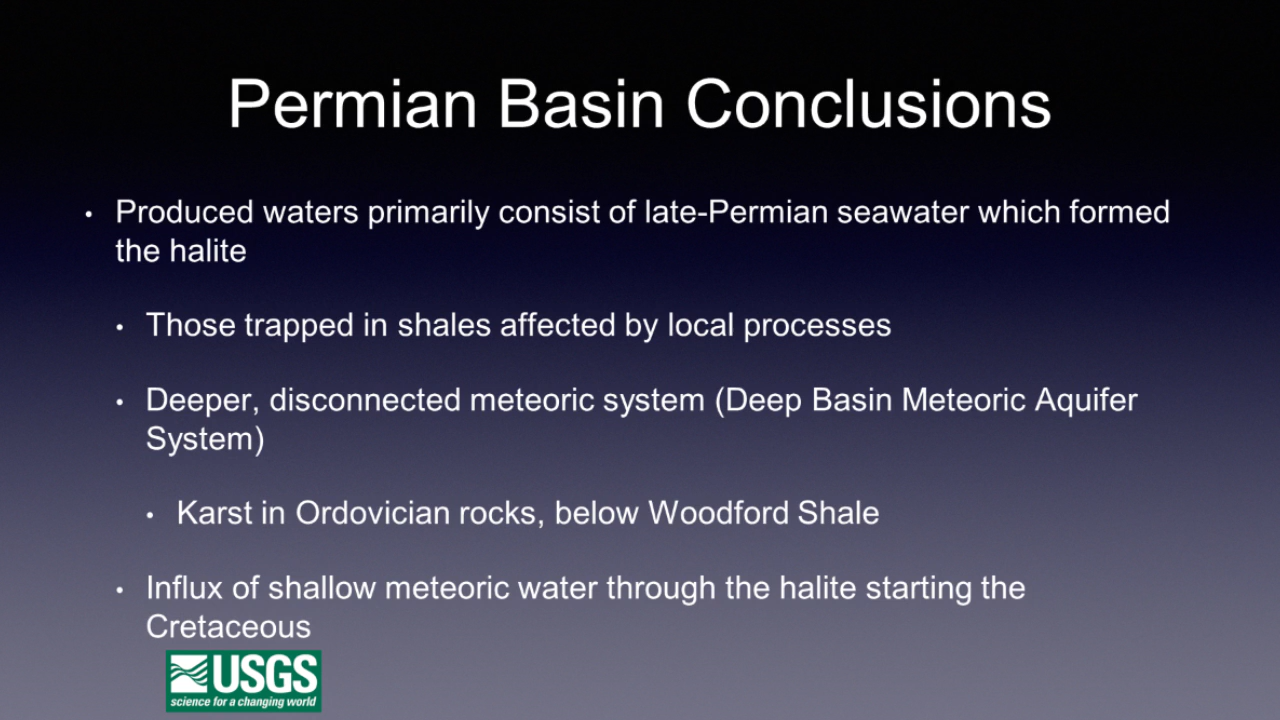 Permian Basin Conclusions
• Produced waters primarily consist of late-Permian seawater which formed
the halite
• Those trapped in shales affected by local processes
• Deeper, disconnected meteoric system (Deep Basin Meteoric Aquifer
System)
• Karst in Ordovician rocks, below Woodford Shale
• Influx of shallow meteoric water through the halite starting the
Cretaceous
USGS
science for a changing world